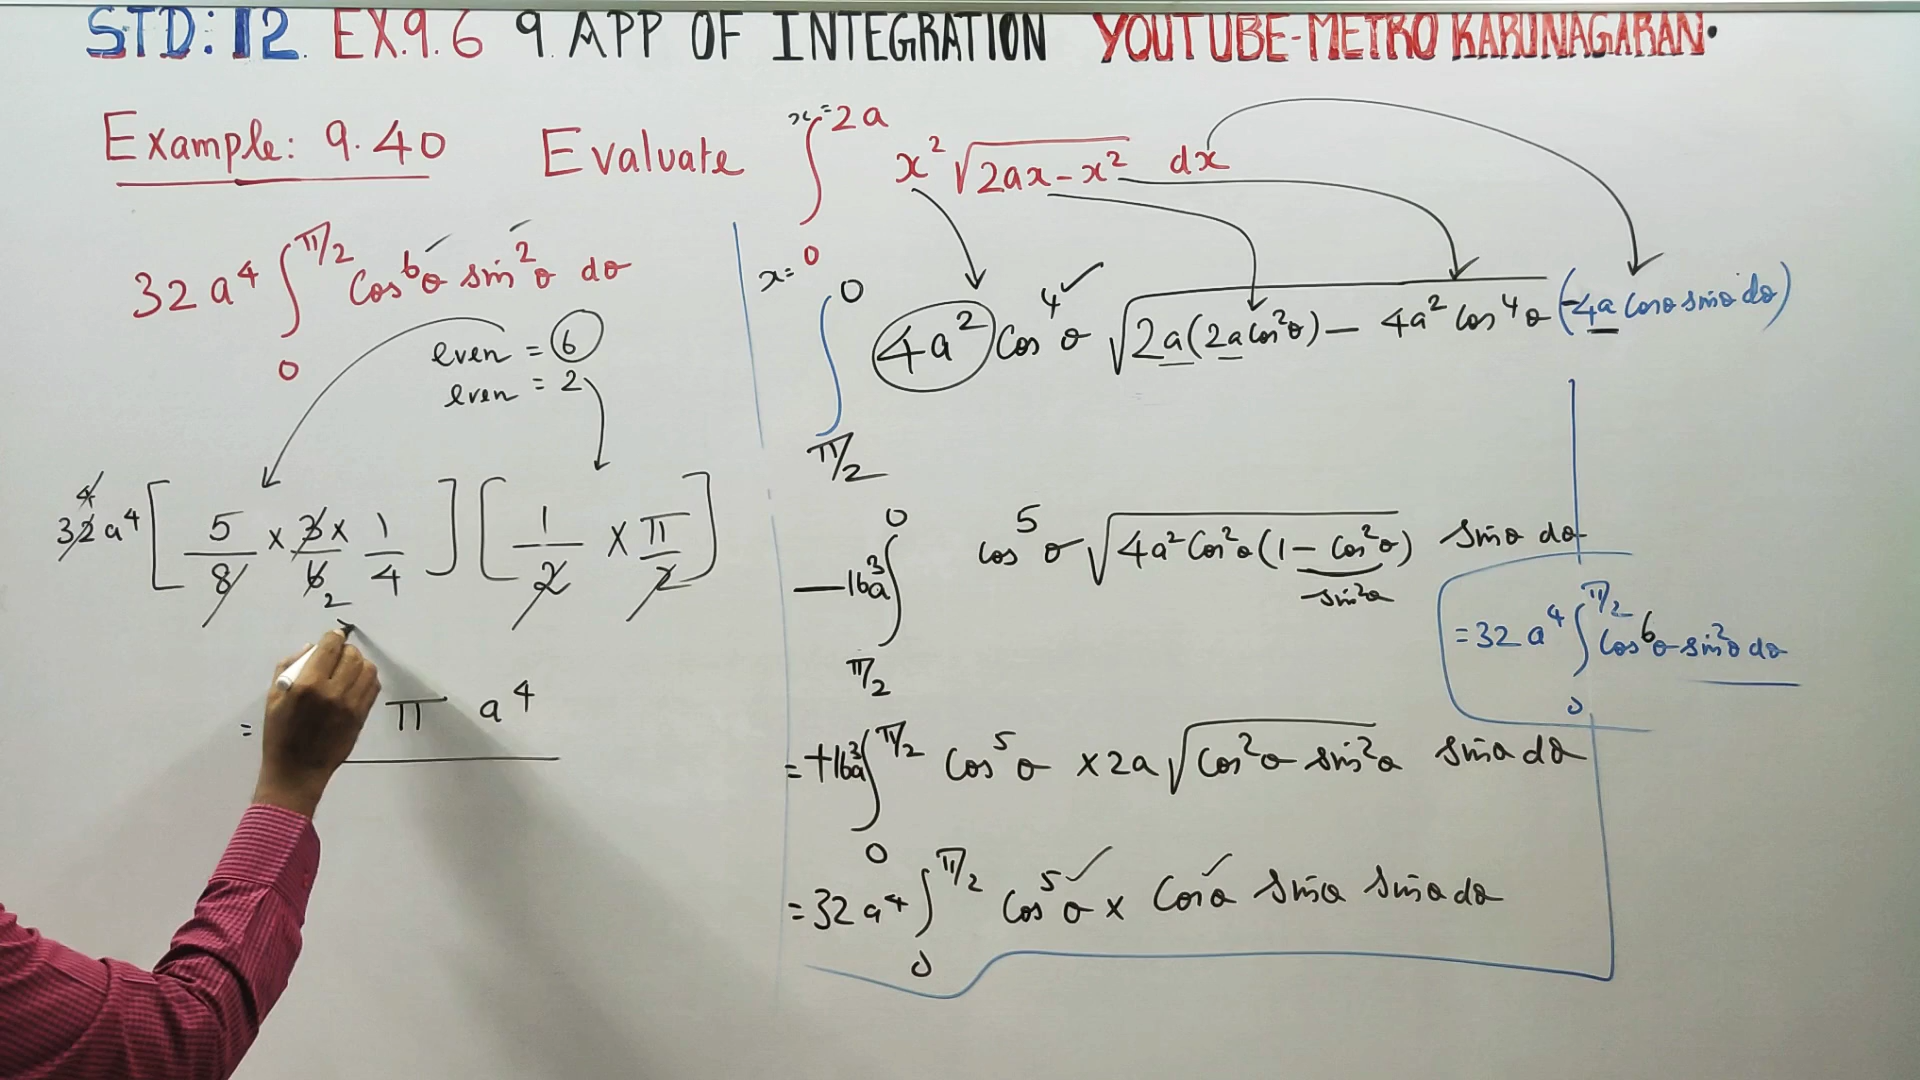 STD: 12. EX.9.6 9. APP OF INTEGRATION YOUTUBE-METRO KARUNAGARAN.
Example: 9.40 Evaluate ∫_{x=0}^{x=2a} x² √(2ax-x²) dx
32 a⁴ ∫_0^{π/2} Cos⁶θ sin²θ dθ
even = 6
even = 2
32 a⁴ [5/8 × 3/6 × 1/4] [1/2 × π/2]
4
2
= π a⁴
∫_{π/2}^0 4a² Cos⁴θ √(2a(2a cos²θ) - 4a² cos⁴θ) (-4a cosθ sinθ dθ)
-16a³ ∫_{π/2}^0 cos⁵θ √(4a² Cos²θ (1 - Cos²θ)) sinθ dθ
sin²θ
= 32 a⁴ ∫_0^{π/2} cos⁶θ sin²θ dθ
= +16a³ ∫_0^{π/2} cos⁵θ × 2a √(cos²θ sin²θ) sinθ dθ
= 32 a⁴ ∫_0^{π/2} cos⁵θ × Cosθ sinθ sinθ dθ